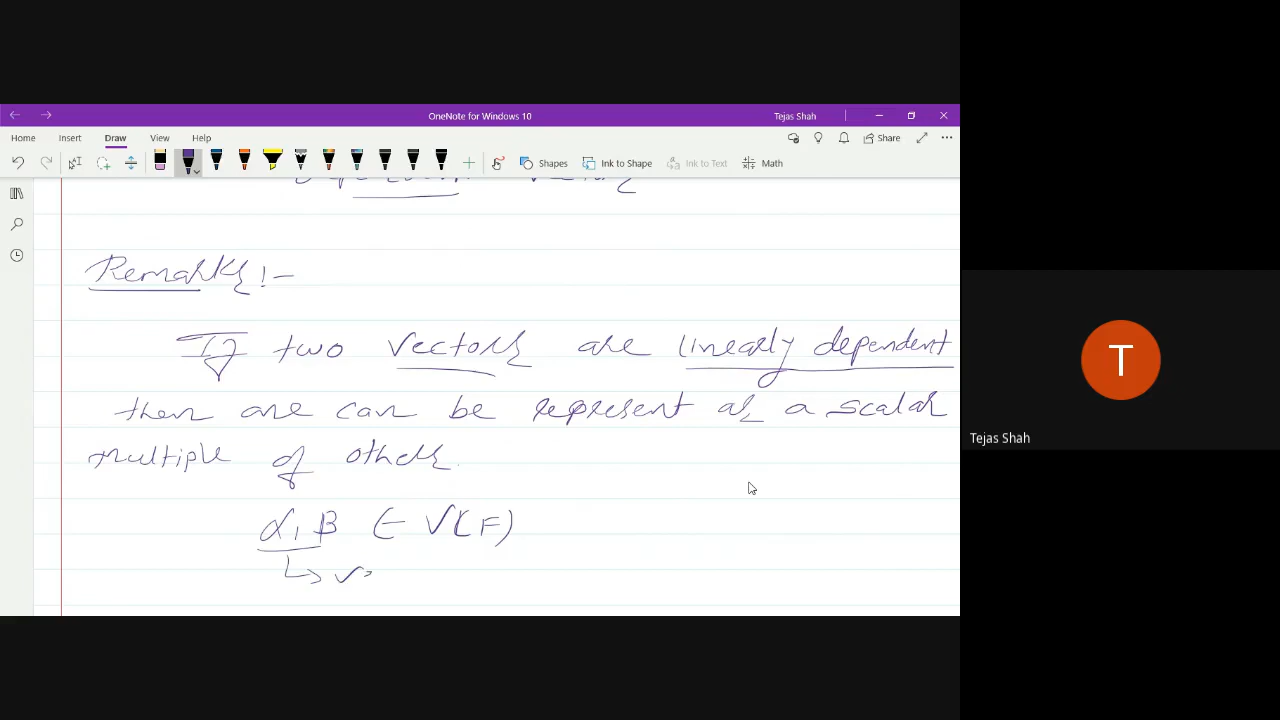 OneNote for Windows 10
Tejas Shah
Home Insert Draw View Help
Share
Shapes Ink to Shape Ink to Text Math
Remarks :-
If two vectors are linearly dependent
then one can be represent as a scalar
multiple of others.
α, β ∈ V(F)
T
Tejas Shah